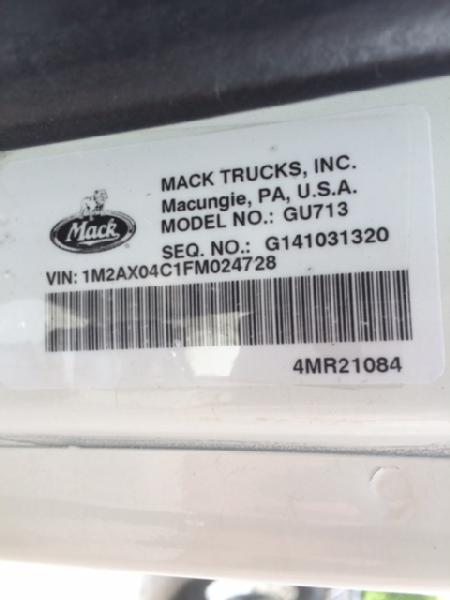 MACK TRUCKS, INC.
Macungie, PA, U.S.A.
MODEL NO.: GU713
SEQ. NO.: G141031320
Mack
VIN: 1M2AX04C1FM024728
4MR21084